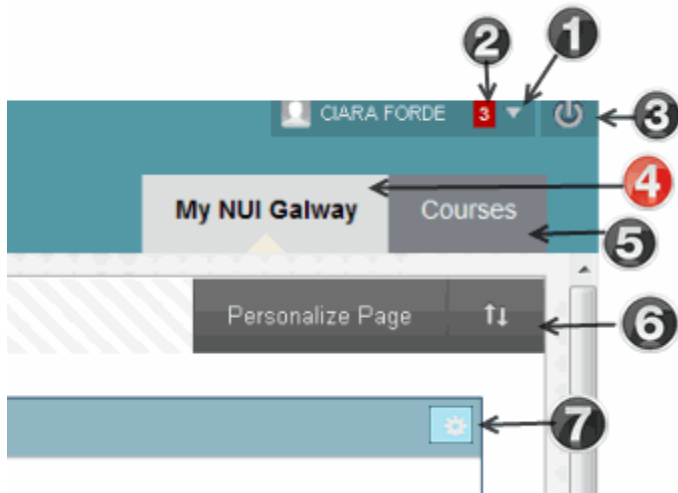 2 1
CIARA FORDE 3 3
4
My NUI Galway Courses
5
Personalize Page 6
7